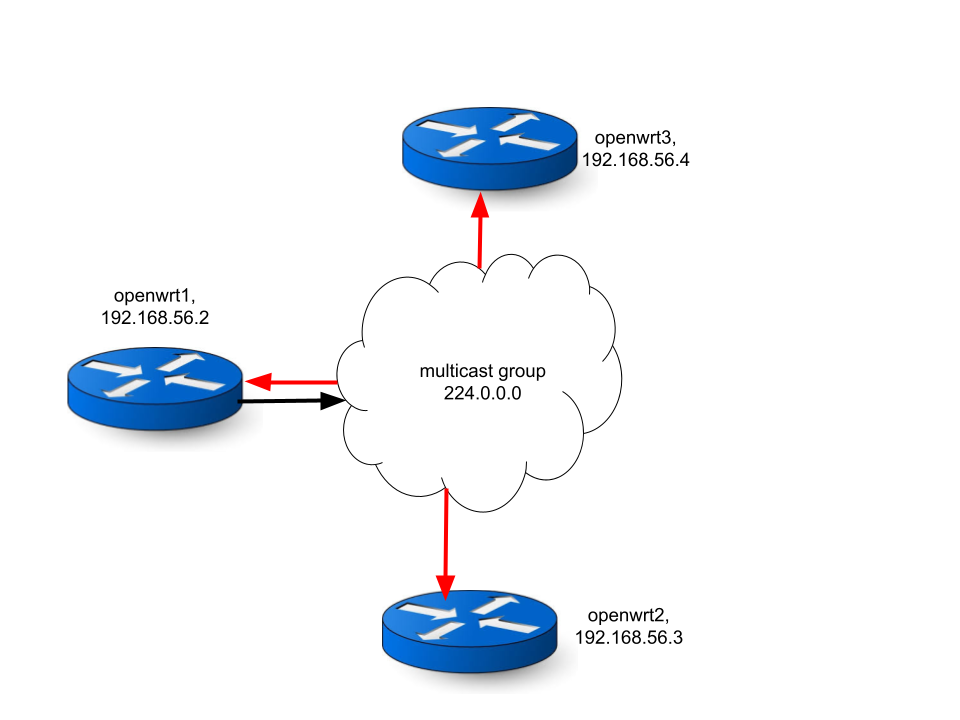 openwrt3,
192.168.56.4
openwrt1,
192.168.56.2
multicast group
224.0.0.0
openwrt2,
192.168.56.3